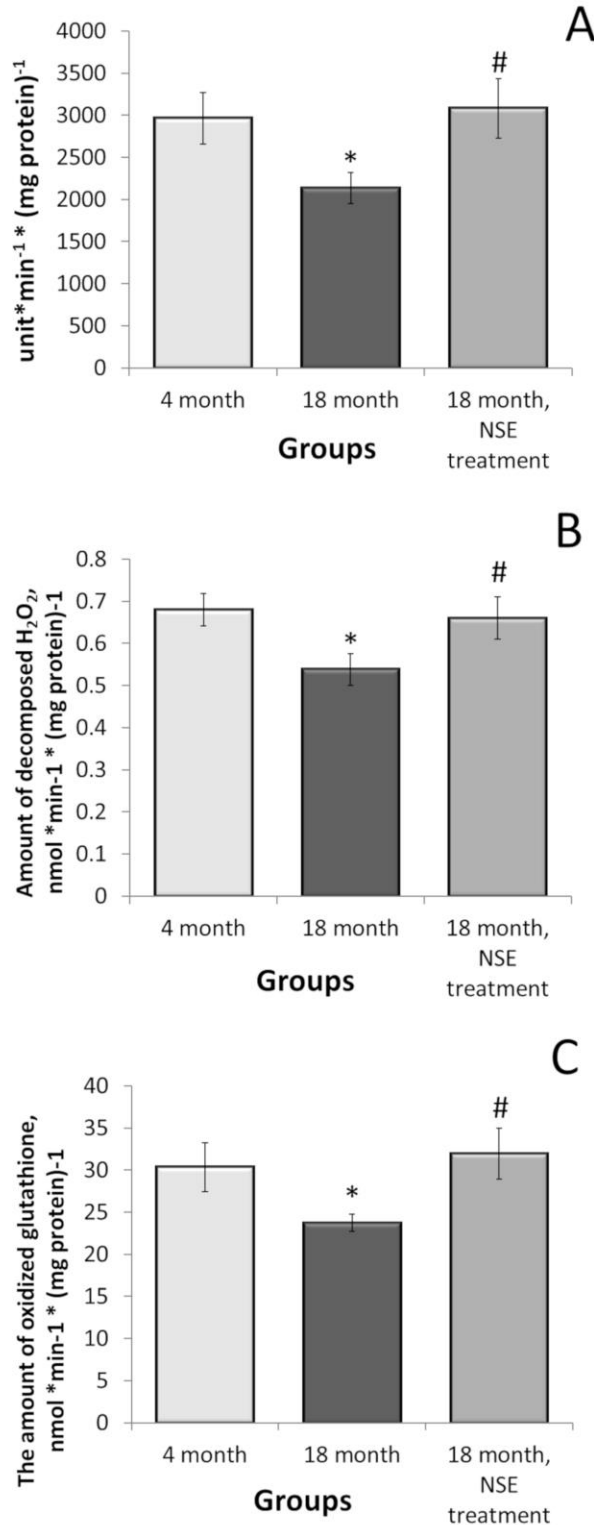 A
unit*min⁻¹ * (mg protein)⁻¹
4000
3500
3000
2500
2000
1500
1000
500
0
*
#
4 month
18 month
18 month,
NSE
treatment
Groups
B
Amount of decomposed H₂O₂,
nmol *min-1 * (mg protein)-1
0.8
0.7
0.6
0.5
0.4
0.3
0.2
0.1
0
*
#
4 month
18 month
18 month,
NSE
treatment
Groups
C
The amount of oxidized glutathione,
nmol *min-1 * (mg protein)-1
40
35
30
25
20
15
10
5
0
*
#
4 month
18 month
18 month,
NSE
treatment
Groups